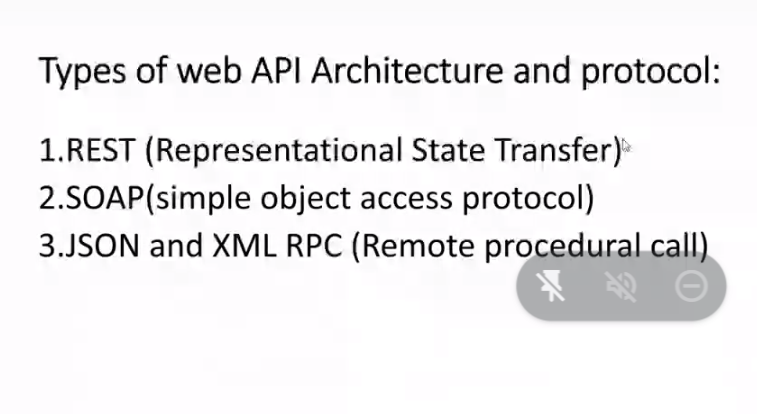 Types of web API Architecture and protocol:
1.REST (Representational State Transfer)
2.SOAP(simple object access protocol)
3.JSON and XML RPC (Remote procedural call)